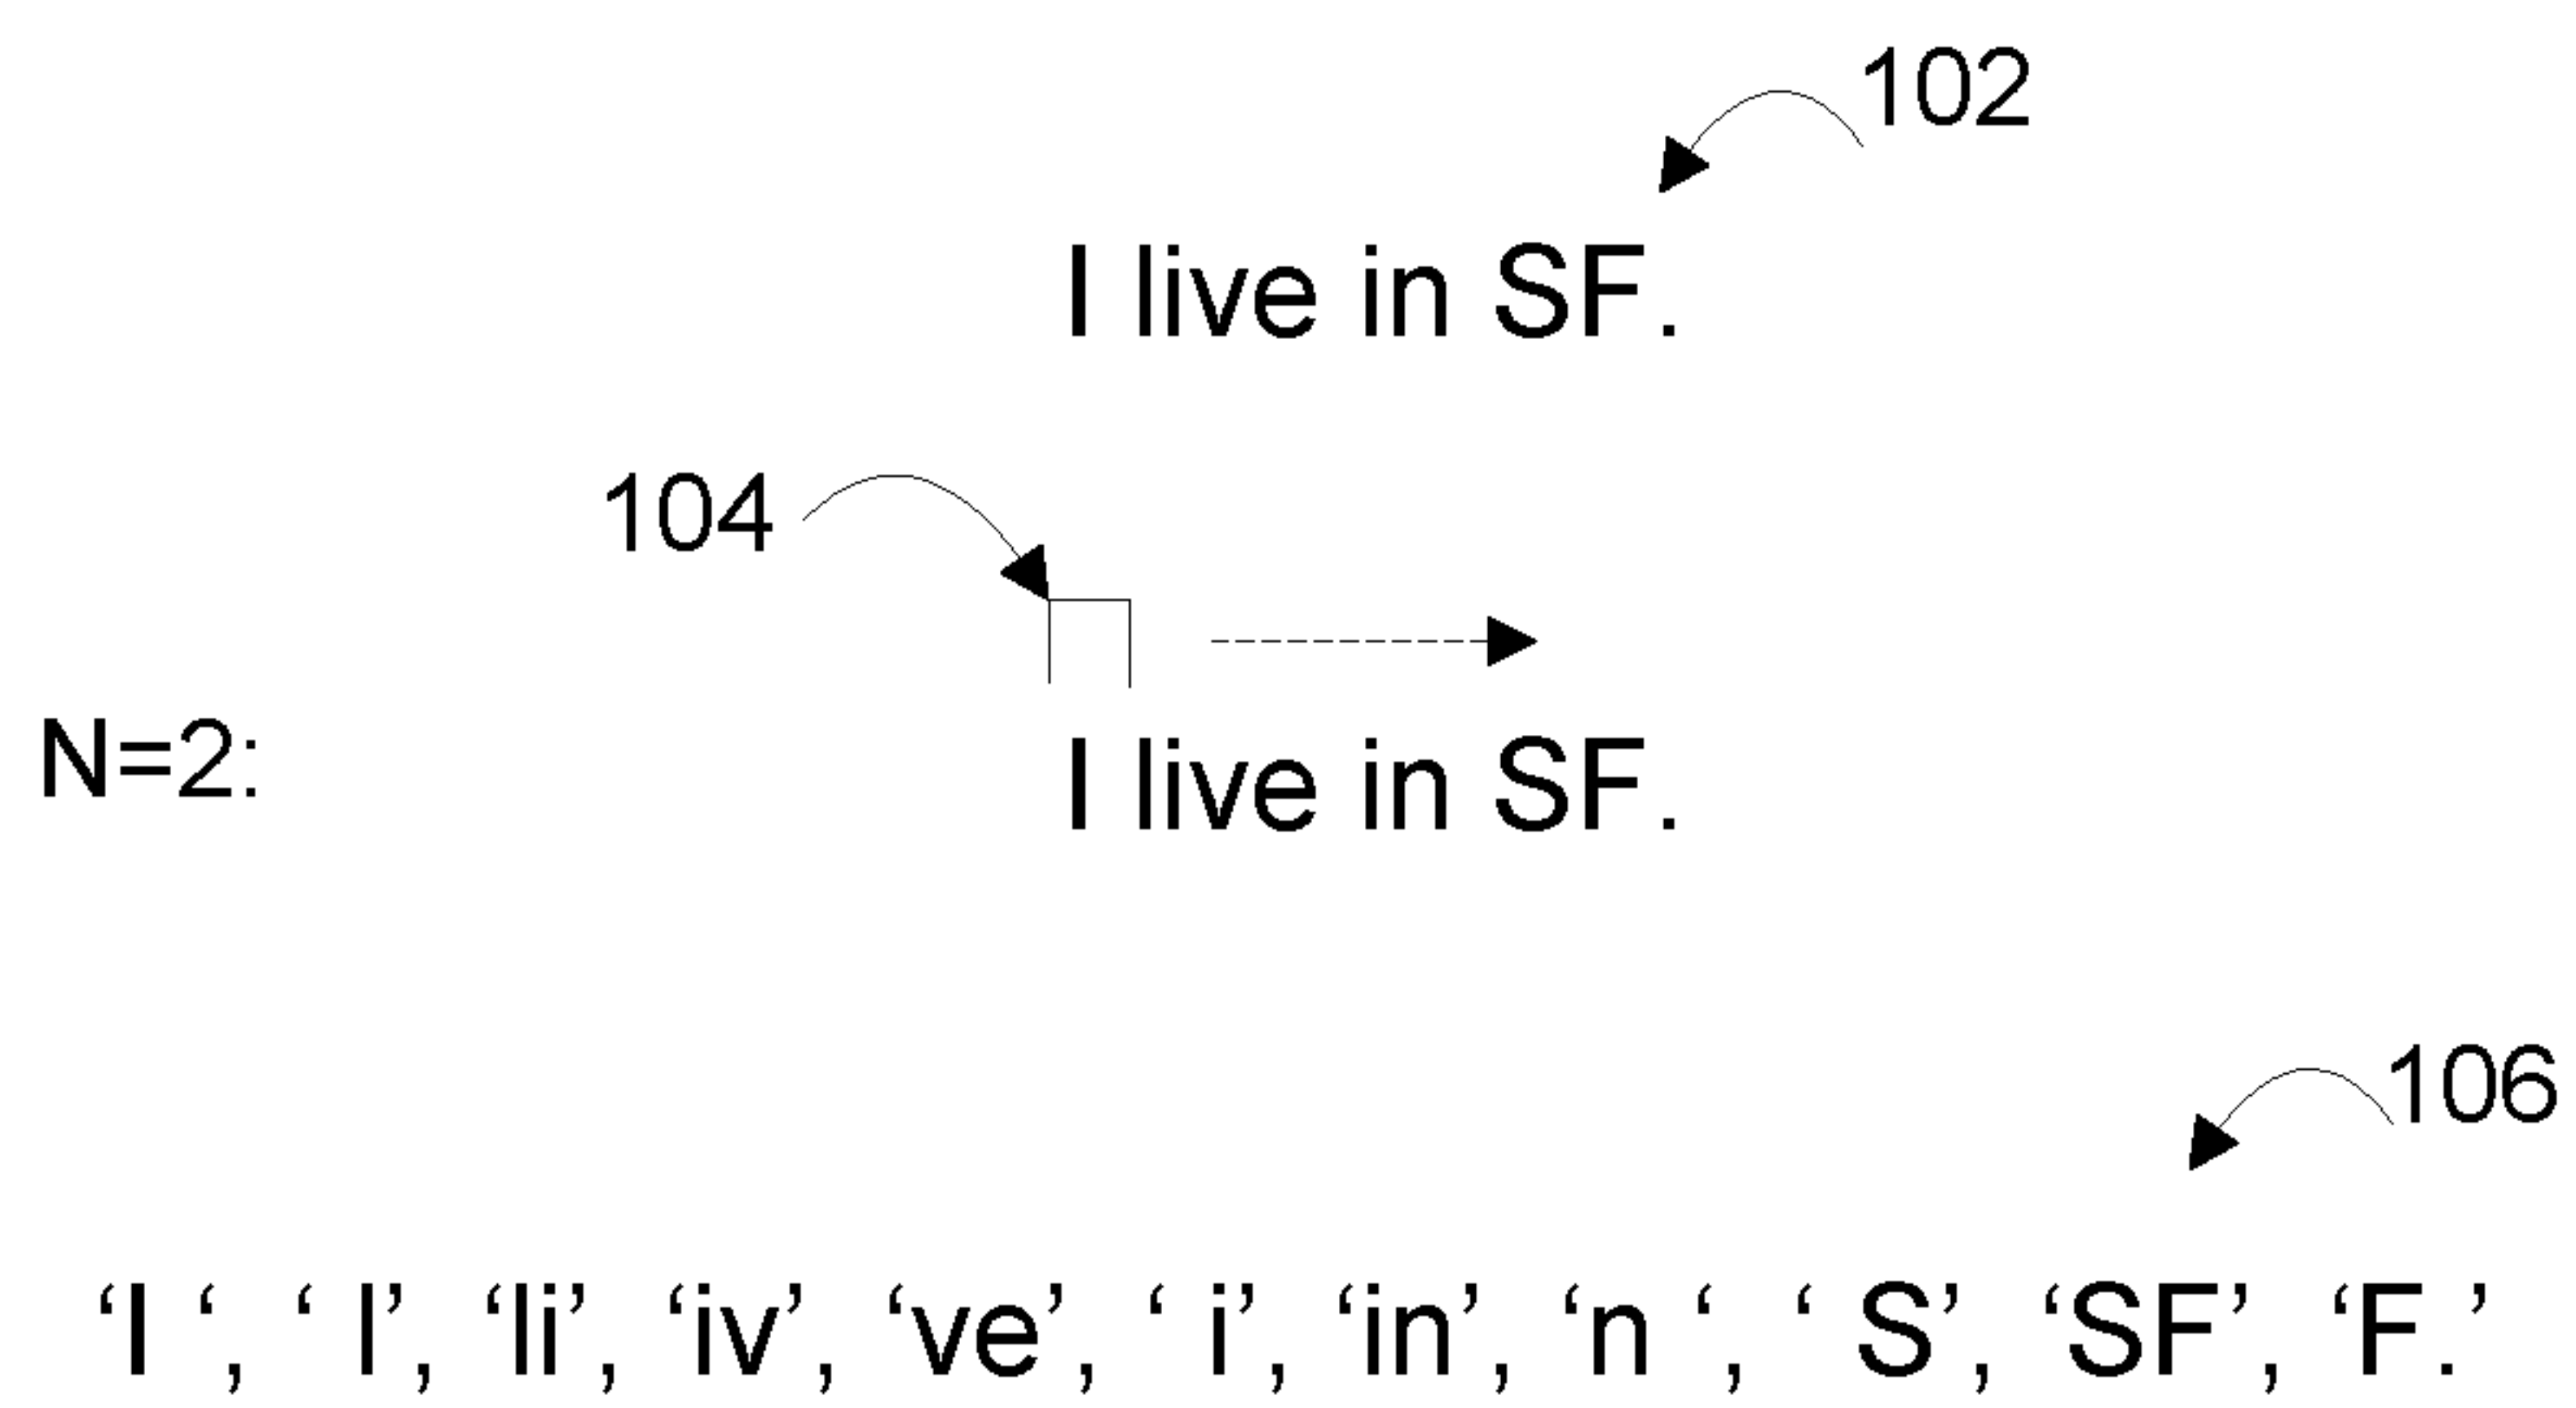 102
I live in SF.
104
N=2:
I live in SF.
106
‘I ‘, ‘ l’, ‘li’, ‘iv’, ‘ve’, ‘ i’, ‘in’, ‘n ‘, ‘ S’, ‘SF’, ‘F.’